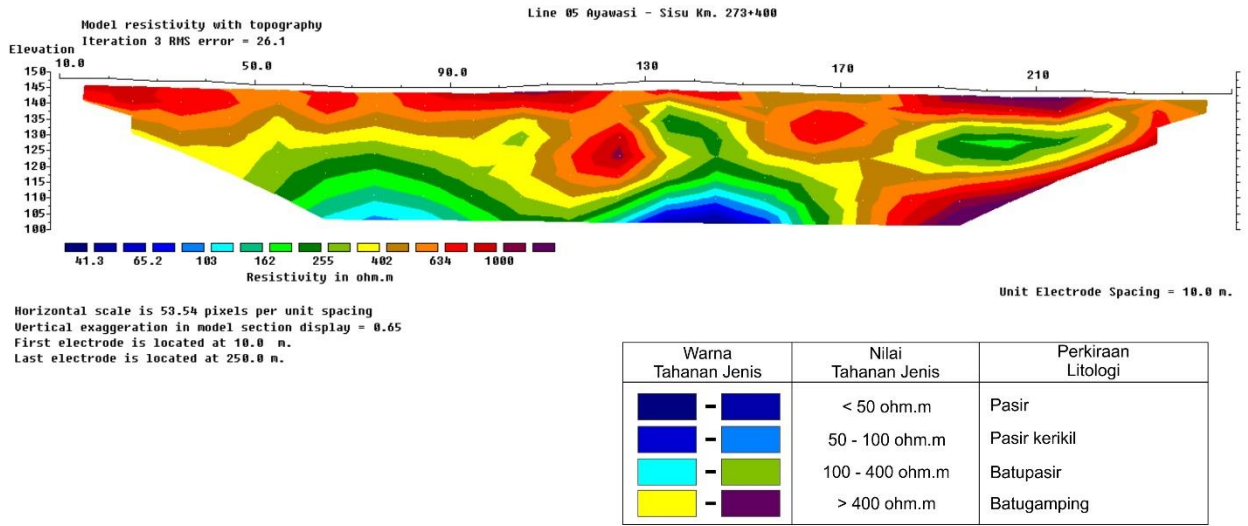 Line 05 Ayawasi - Sisu Km. 273+400
Model resistivity with topography
Iteration 3 RMS error = 26.1
Elevation
10.0 50.0 90.0 130 170 210
150
145
140
135
130
125
120
115
110
105
100
41.3 65.2 103 162 255 402 634 1000
Resistivity in ohm.m
Unit Electrode Spacing = 10.0 m.
Horizontal scale is 53.54 pixels per unit spacing
Vertical exaggeration in model section display = 0.65
First electrode is located at 10.0 m.
Last electrode is located at 250.0 m.
Warna Nilai Perkiraan
Tahanan Jenis Tahanan Jenis Litologi
- < 50 ohm.m Pasir
- 50 - 100 ohm.m Pasir kerikil
- 100 - 400 ohm.m Batupasir
- > 400 ohm.m Batugamping